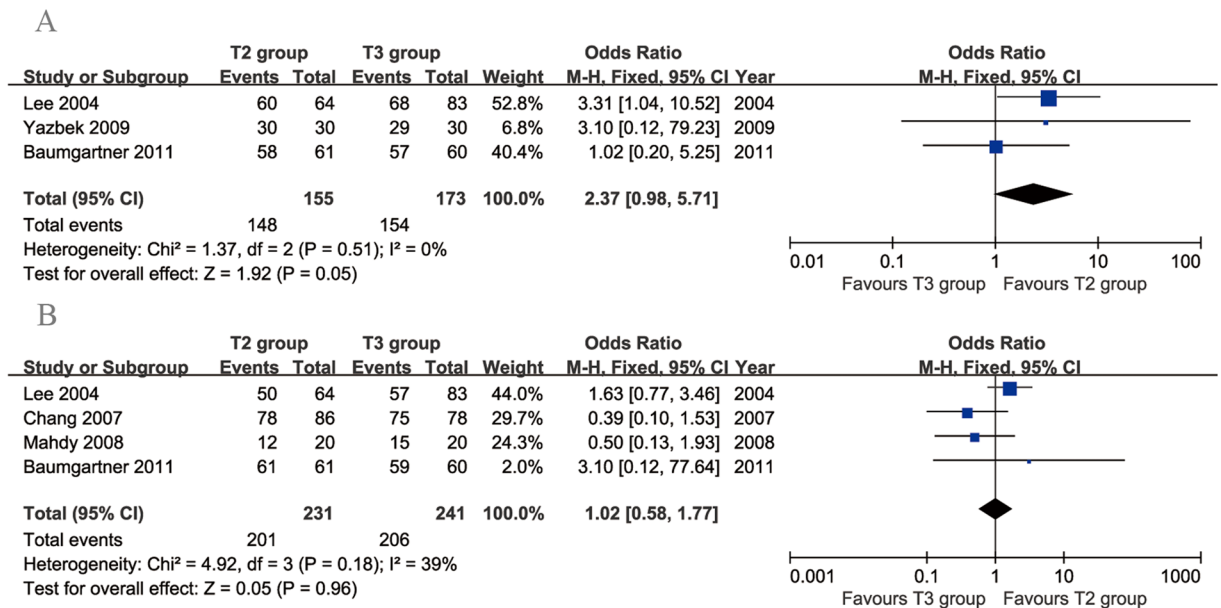 A
T2 group T3 group Odds Ratio Odds Ratio
Study or Subgroup Events Total Events Total Weight M-H, Fixed, 95% CI Year M-H, Fixed, 95% CI
Lee 2004 60 64 68 83 52.8% 3.31 [1.04, 10.52] 2004
Yazbek 2009 30 30 29 30 6.8% 3.10 [0.12, 79.23] 2009
Baumgartner 2011 58 61 57 60 40.4% 1.02 [0.20, 5.25] 2011
Total (95% CI) 155 173 100.0% 2.37 [0.98, 5.71]
Total events 148 154
Heterogeneity: Chi² = 1.37, df = 2 (P = 0.51); I² = 0%
Test for overall effect: Z = 1.92 (P = 0.05)
0.01 0.1 1 10 100
Favours T3 group Favours T2 group
B
T2 group T3 group Odds Ratio Odds Ratio
Study or Subgroup Events Total Events Total Weight M-H, Fixed, 95% CI Year M-H, Fixed, 95% CI
Lee 2004 50 64 57 83 44.0% 1.63 [0.77, 3.46] 2004
Chang 2007 78 86 75 78 29.7% 0.39 [0.10, 1.53] 2007
Mahdy 2008 12 20 15 20 24.3% 0.50 [0.13, 1.93] 2008
Baumgartner 2011 61 61 59 60 2.0% 3.10 [0.12, 77.64] 2011
Total (95% CI) 231 241 100.0% 1.02 [0.58, 1.77]
Total events 201 206
Heterogeneity: Chi² = 4.92, df = 3 (P = 0.18); I² = 39%
Test for overall effect: Z = 0.05 (P = 0.96)
0.001 0.1 1 10 1000
Favours T3 group Favours T2 group